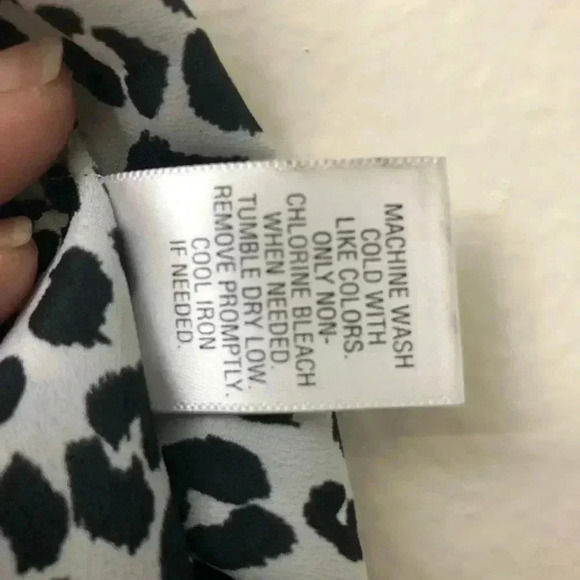 MACHINE WASH
COLD WITH
LIKE COLORS.
ONLY NON-
CHLORINE BLEACH
WHEN NEEDED.
TUMBLE DRY LOW.
REMOVE PROMPTLY.
COOL IRON
IF NEEDED.